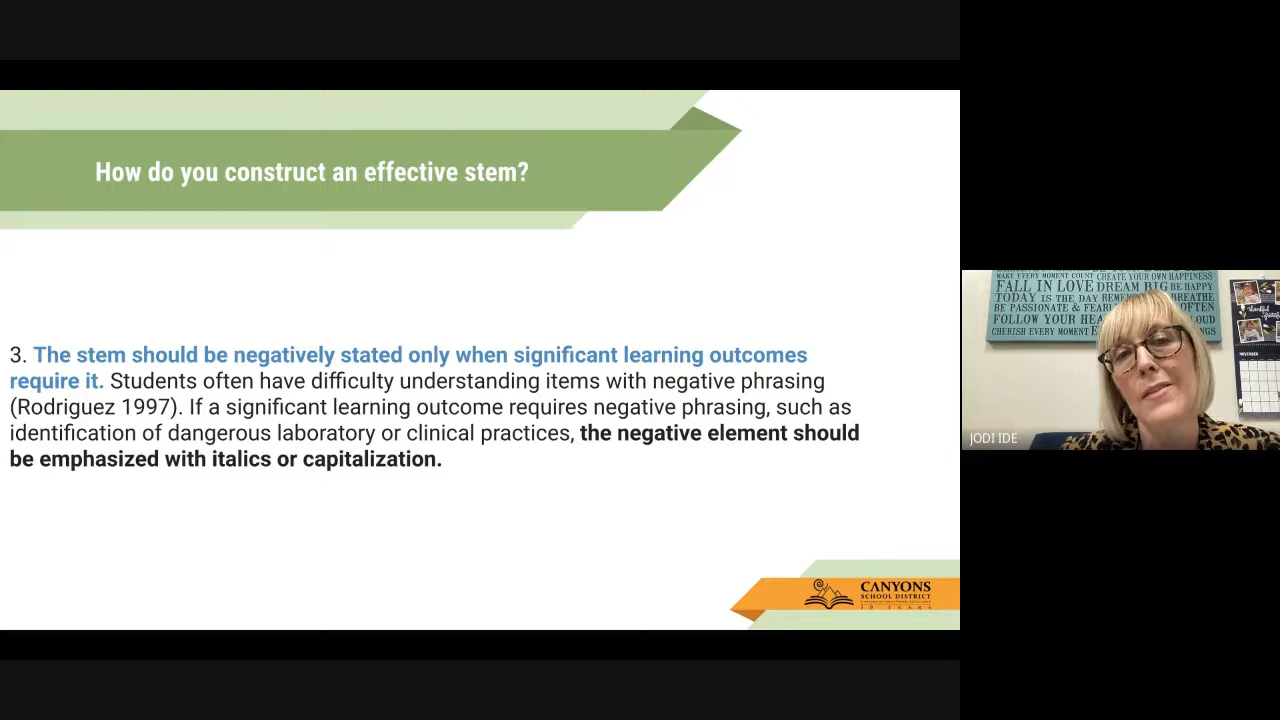 How do you construct an effective stem?
3. The stem should be negatively stated only when significant learning outcomes
require it. Students often have difficulty understanding items with negative phrasing
(Rodriguez 1997). If a significant learning outcome requires negative phrasing, such as
identification of dangerous laboratory or clinical practices, the negative element should
be emphasized with italics or capitalization.
CANYONS
SCHOOL DISTRICT
MAKE EVERY MOMENT COUNT CREATE YOUR OWN HAPPINESS
FALL IN LOVE DREAM BIG BE HAPPY
TODAY IS THE DAY BREATHE
BE PASSIONATE & OFTEN
FOLLOW YOUR
CHERISH EVERY MOMENT
NOVEMBER
JODI IDE